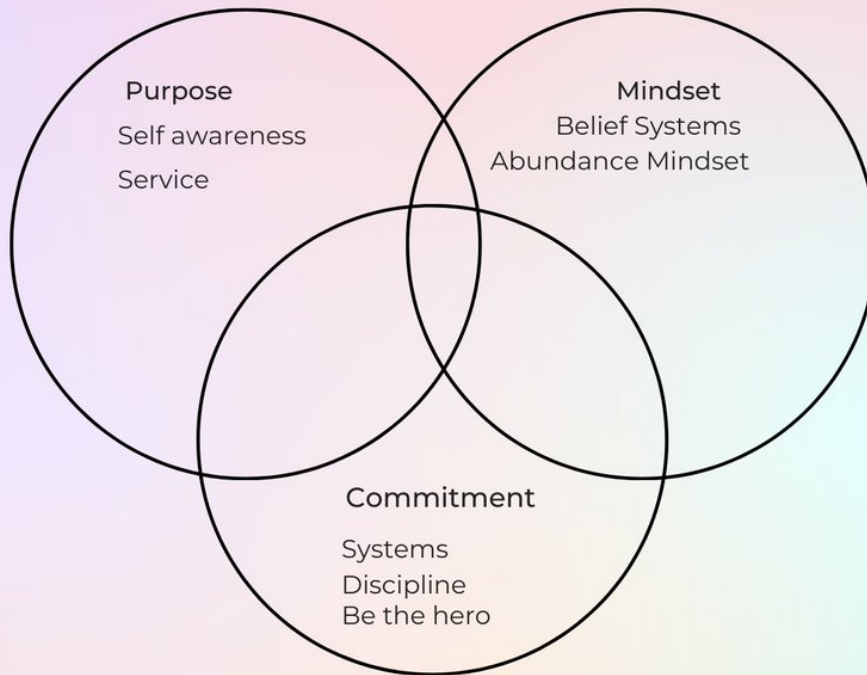 Purpose
Self awareness
Service
Mindset
Belief Systems
Abundance Mindset
Commitment
Systems
Discipline
Be the hero